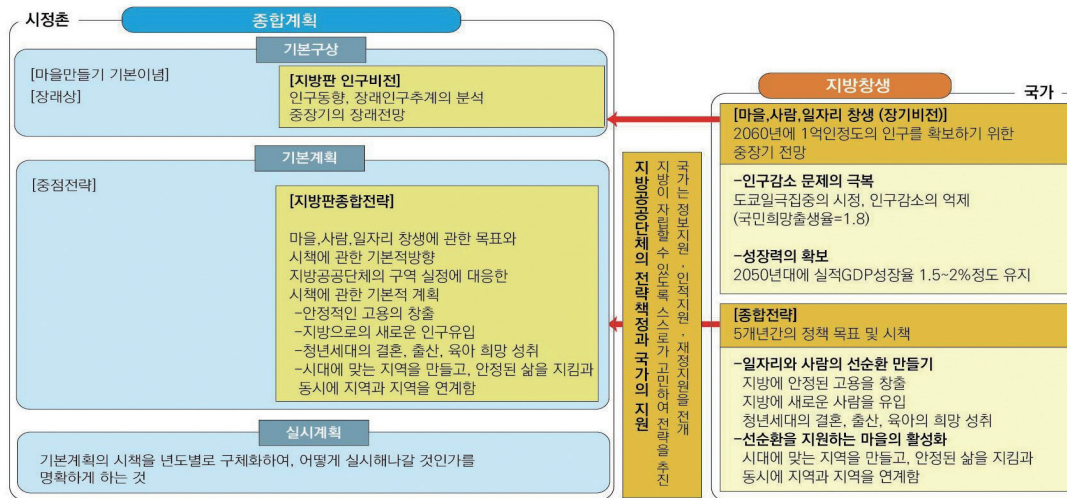 시정촌
종합계획
기본구상
[마을만들기 기본이념]
[장래상]
[지방판 인구비전]
인구동향, 장래인구추계의 분석
중장기의 장래전망
기본계획
[중점전략]
[지방판종합전략]
마을,사람,일자리 창생에 관한 목표와
시책에 관한 기본적방향
지방공공단체의 구역 실정에 대응한
시책에 관한 기본적 계획
-안정적인 고용의 창출
-지방으로의 새로운 인구유입
-청년세대의 결혼, 출산, 육아 희망 성취
-시대에 맞는 지역을 만들고, 안정된 삶을 지킴과
동시에 지역과 지역을 연계함
실시계획
기본계획의 시책을 년도별로 구체화하여, 어떻게 실시해나갈 것인가를
명확하게 하는 것
국가는 정보지원·인적지원·재정지원을 전개
지방이 자립할 수 있도록 스스로가 고민하여 전략을 추진
지방공공단체의 전략책정과 국가의 지원
지방창생
국가
[마을,사람,일자리 창생 (장기비전)]
2060년에 1억인정도의 인구를 확보하기 위한
중장기 전망
-인구감소 문제의 극복
도쿄일극집중의 시정, 인구감소의 억제
(국민희망출생율=1.8)
-성장력의 확보
2050년대에 실적GDP성장율 1.5~2%정도 유지
[종합전략]
5개년간의 정책 목표 및 시책
-일자리와 사람의 선순환 만들기
지방에 안정된 고용을 창출
지방에 새로운 사람을 유입
청년세대의 결혼, 출산, 육아의 희망 성취
-선순환을 지원하는 마을의 활성화
시대에 맞는 지역을 만들고, 안정된 삶을 지킴과
동시에 지역과 지역을 연계함